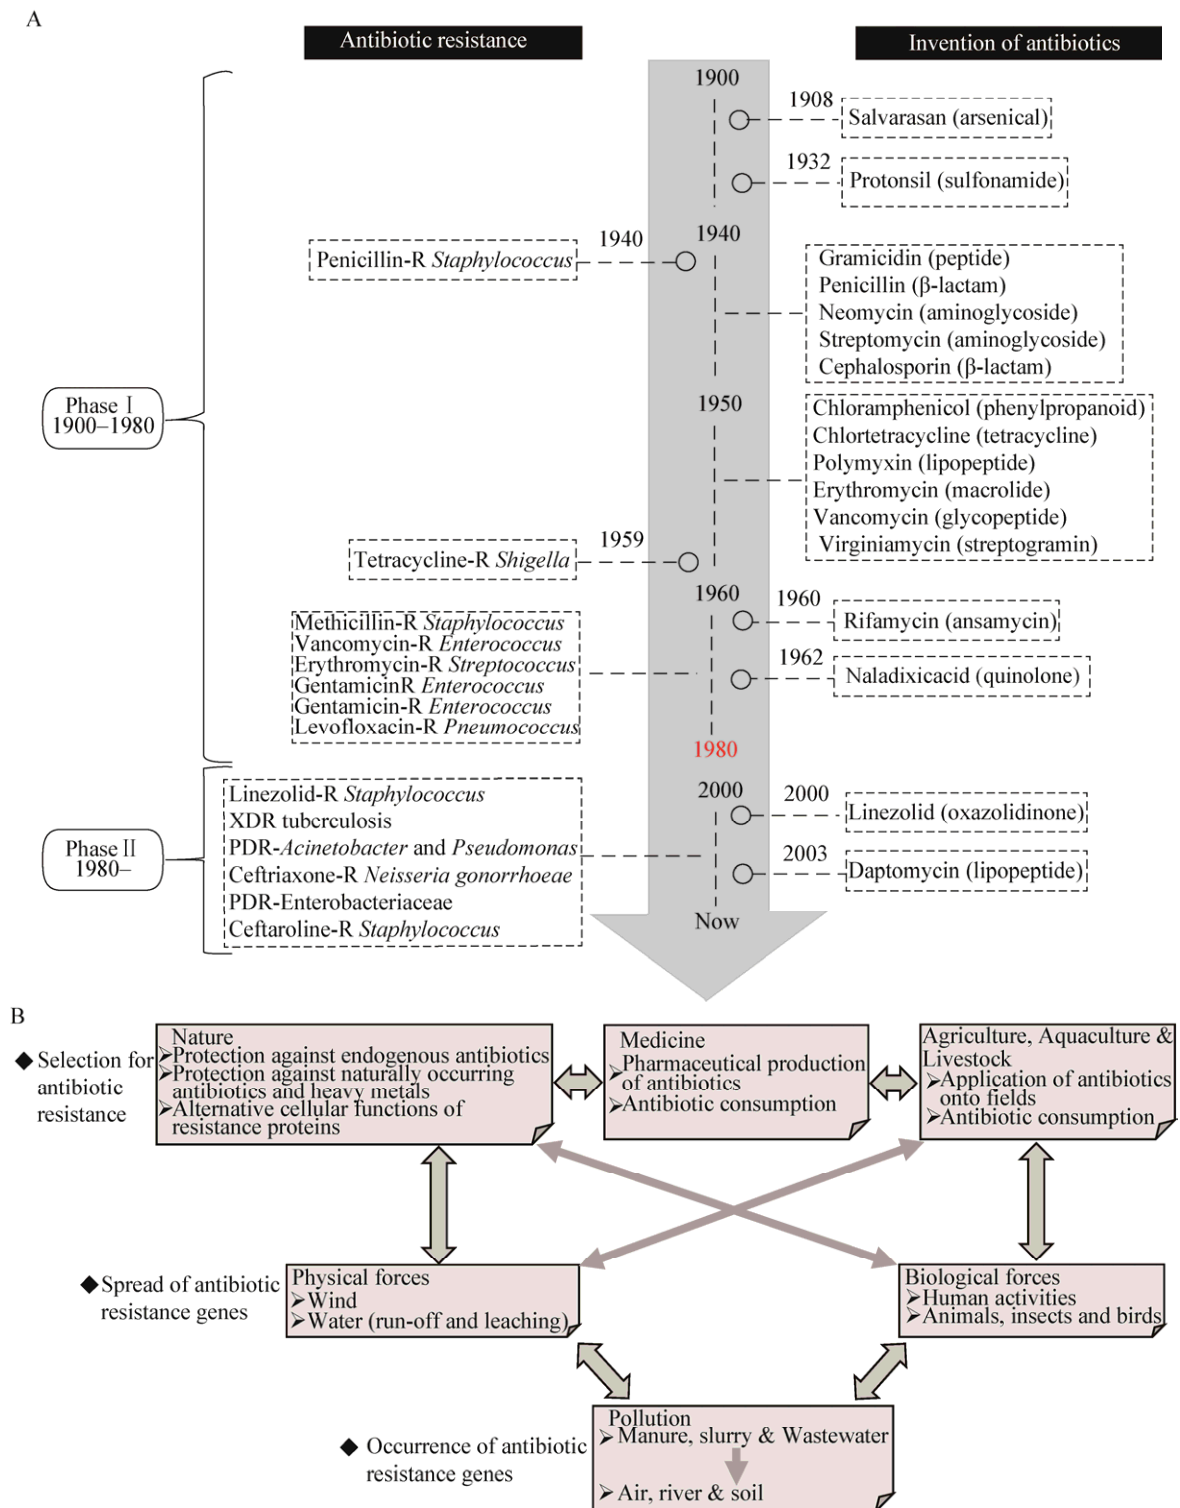 A
Antibiotic resistance
Invention of antibiotics
1900
1908
Salvarasan (arsenical)
1932
Protonsil (sulfonamide)
1940
1940
Penicillin-R Staphylococcus
Gramicidin (peptide)
Penicillin (β-lactam)
Neomycin (aminoglycoside)
Streptomycin (aminoglycoside)
Cephalosporin (β-lactam)
Phase Ⅰ
1900–1980
1950
Chloramphenicol (phenylpropanoid)
Chlortetracycline (tetracycline)
Polymyxin (lipopeptide)
Erythromycin (macrolide)
Vancomycin (glycopeptide)
Virginiamycin (streptogramin)
1959
Tetracycline-R Shigella
1960
1960
Rifamycin (ansamycin)
1962
Naladixicacid (quinolone)
Methicillin-R Staphylococcus
Vancomycin-R Enterococcus
Erythromycin-R Streptococcus
GentamicinR Enterococcus
Gentamicin-R Enterococcus
Levofloxacin-R Pneumococcus
1980
2000
2000
Linezolid (oxazolidinone)
2003
Daptomycin (lipopeptide)
Phase Ⅱ
1980–
Linezolid-R Staphylococcus
XDR tubcrculosis
PDR-Acinetobacter and Pseudomonas
Ceftriaxone-R Neisseria gonorrhoeae
PDR-Enterobacteriaceae
Ceftaroline-R Staphylococcus
Now
B
◆ Selection for
antibiotic
resistance
Nature
➢Protection against endogenous antibiotics
➢Protection against naturally occurring
antibiotics and heavy metals
➢Alternative cellular functions of
resistance proteins
Medicine
➢Pharmaceutical production
of antibiotics
➢Antibiotic consumption
Agriculture, Aquaculture &
Livestock
➢Application of antibiotics
onto fields
➢Antibiotic consumption
◆Spread of antibiotic
resistance genes
Physical forces
➢Wind
➢Water (run-off and leaching)
Biological forces
➢Human activities
➢Animals, insects and birds
◆ Occurrence of antibiotic
resistance genes
Pollution
➢Manure, slurry & Wastewater
➢Air, river & soil